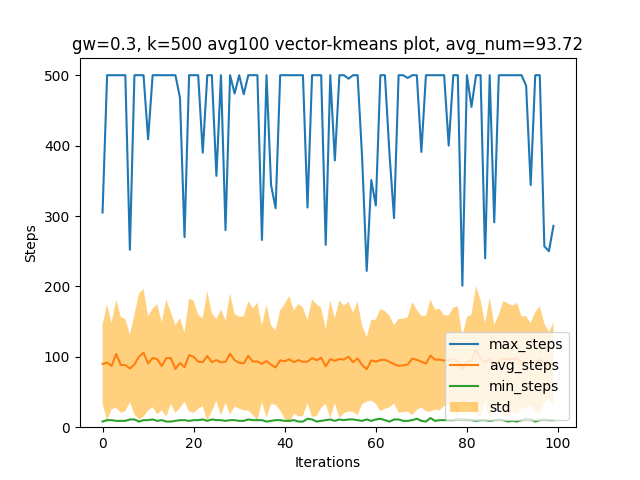 gw=0.3, k=500 avg100 vector-kmeans plot, avg_num=93.72
500
400
300
200
100
0
Steps
max_steps
avg_steps
min_steps
std
0
20
40
60
80
100
Iterations